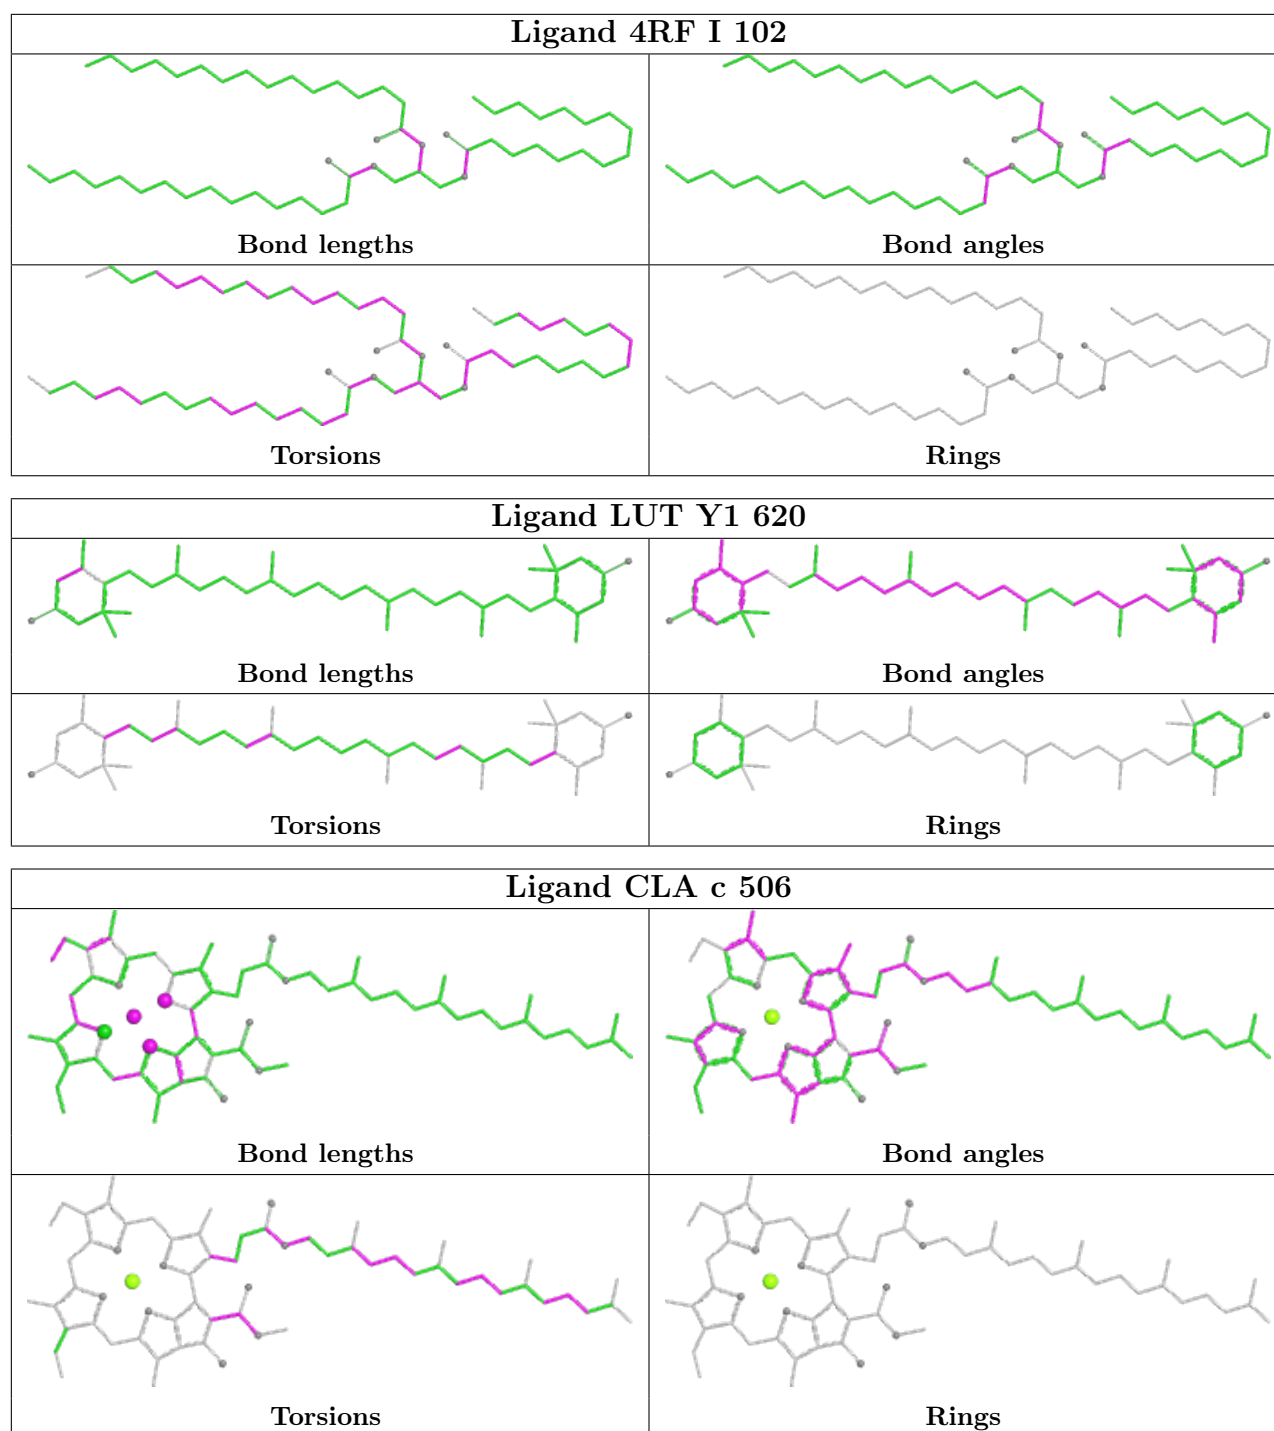 Ligand 4RF I 102
Bond lengths
Bond angles
Torsions
Rings
Ligand LUT Y1 620
Bond lengths
Bond angles
Torsions
Rings
Ligand CLA c 506
Bond lengths
Bond angles
Torsions
Rings